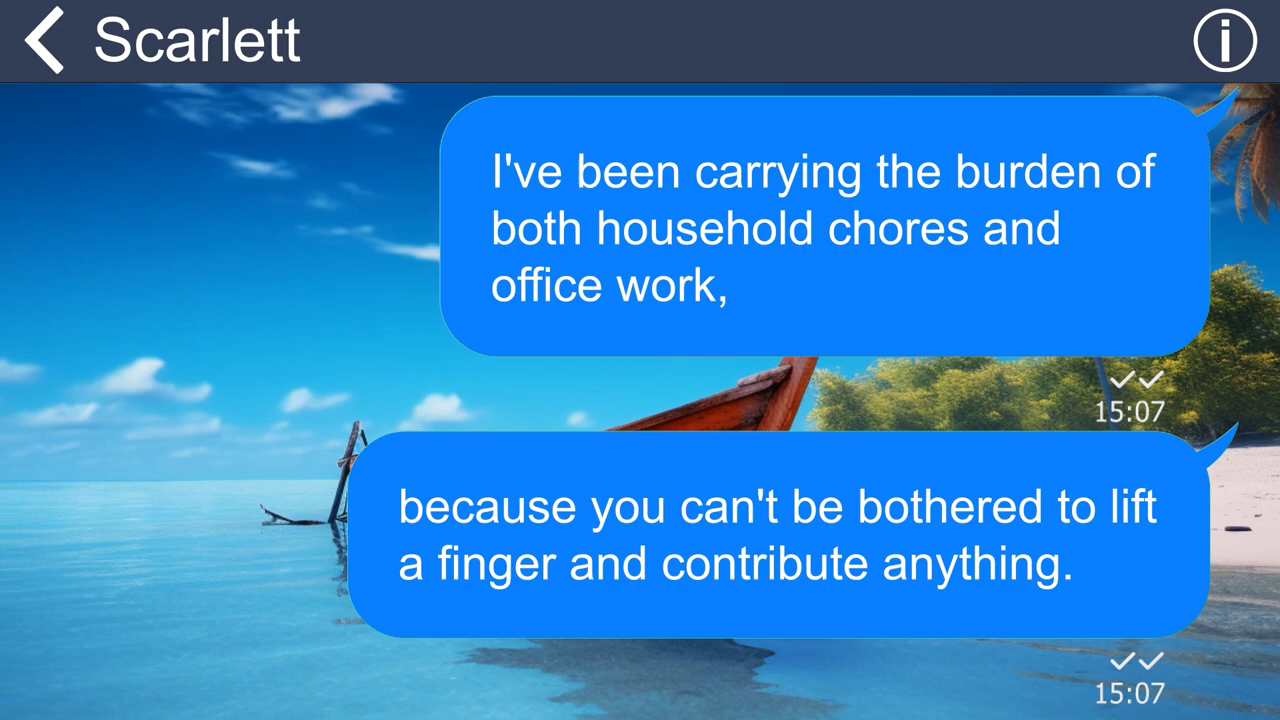 Scarlett
I've been carrying the burden of
both household chores and
office work,
15:07
because you can't be bothered to lift
a finger and contribute anything.
15:07